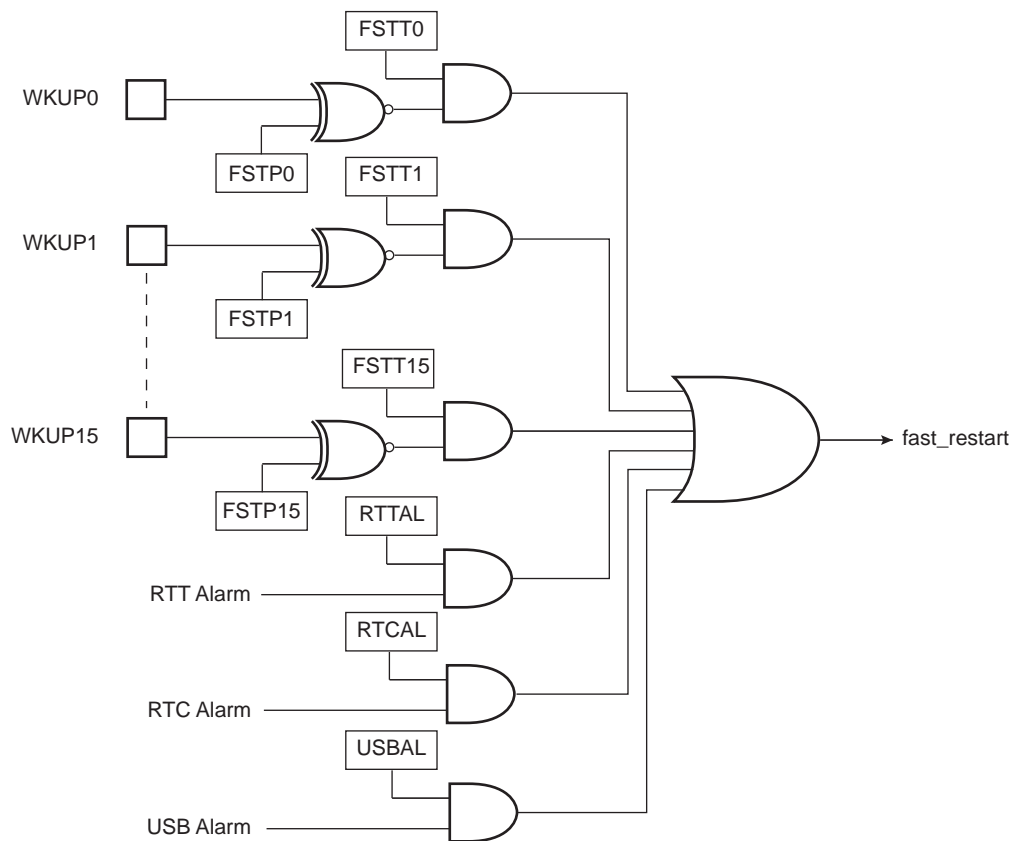 FSTT0
WKUP0
FSTP0
FSTT1
WKUP1
FSTP1
FSTT15
WKUP15
fast_restart
FSTP15
RTTAL
RTT Alarm
RTCAL
RTC Alarm
USBAL
USB Alarm